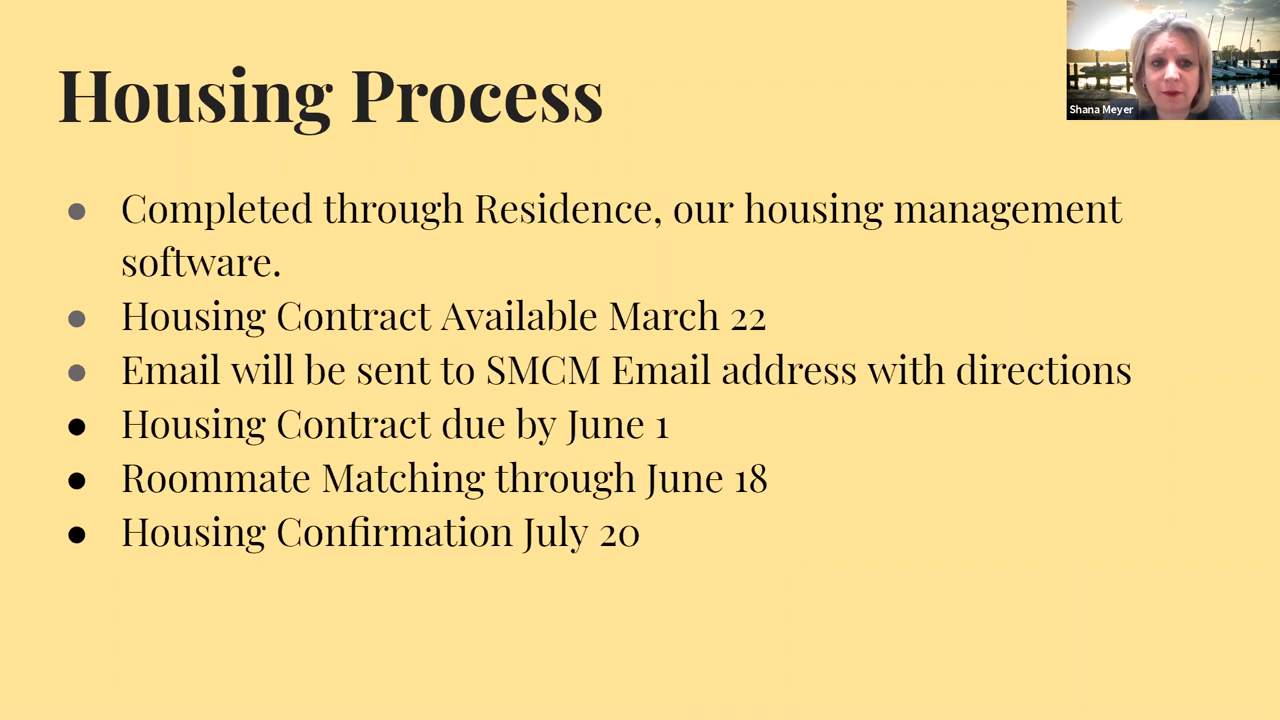 Housing Process
Shana Meyer
● Completed through Residence, our housing management
software.
● Housing Contract Available March 22
● Email will be sent to SMCM Email address with directions
● Housing Contract due by June 1
● Roommate Matching through June 18
● Housing Confirmation July 20